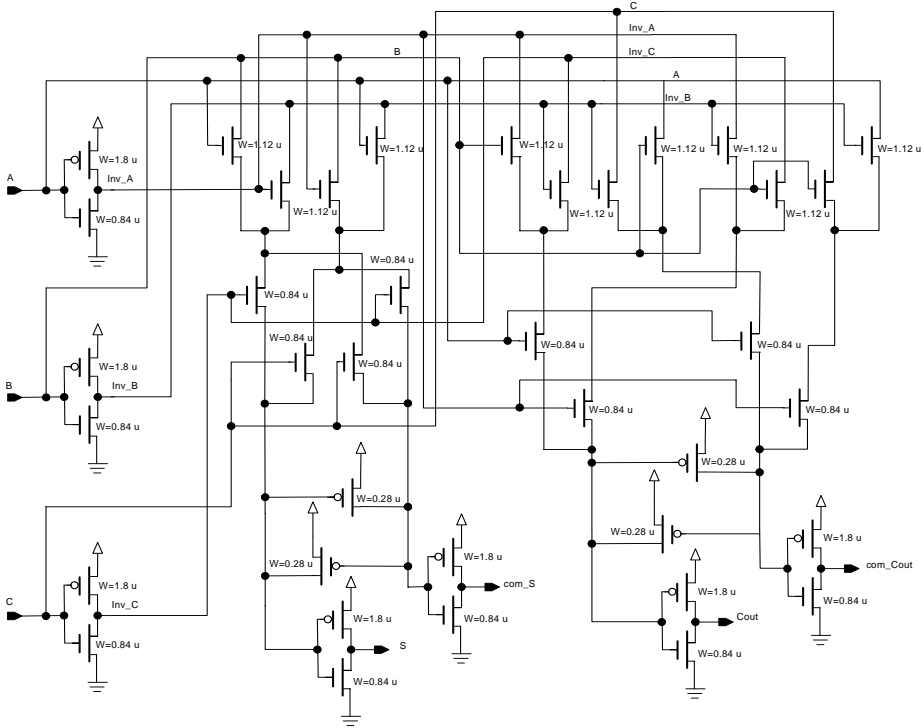 C
Inv_A
B
Inv_C
A
Inv_B
W=1.12 u
W=1.12 u
W=1.12 u
W=1.12 u
W=1.12 u
W=1.12 u
W=1.8 u
A
Inv_A
W=1.12 u
W=1.12 u
W=1.12 u
W=1.12 u
W=1.12 u
W=1.12 u
W=0.84 u
W=0.84 u
W=0.84 u
W=0.84 u
W=0.84 u
W=0.84 u
W=0.84 u
W=0.84 u
W=1.8 u
B
Inv_B
W=0.84 u
W=0.84 u
W=0.84 u
W=0.28 u
W=0.28 u
W=0.28 u
W=0.28 u
W=1.8 u
W=1.8 u
com_Cout
W=1.8 u
com_S
W=1.8 u
W=0.84 u
C
Inv_C
W=0.84 u
W=1.8 u
Cout
W=0.84 u
S
W=0.84 u
W=0.84 u